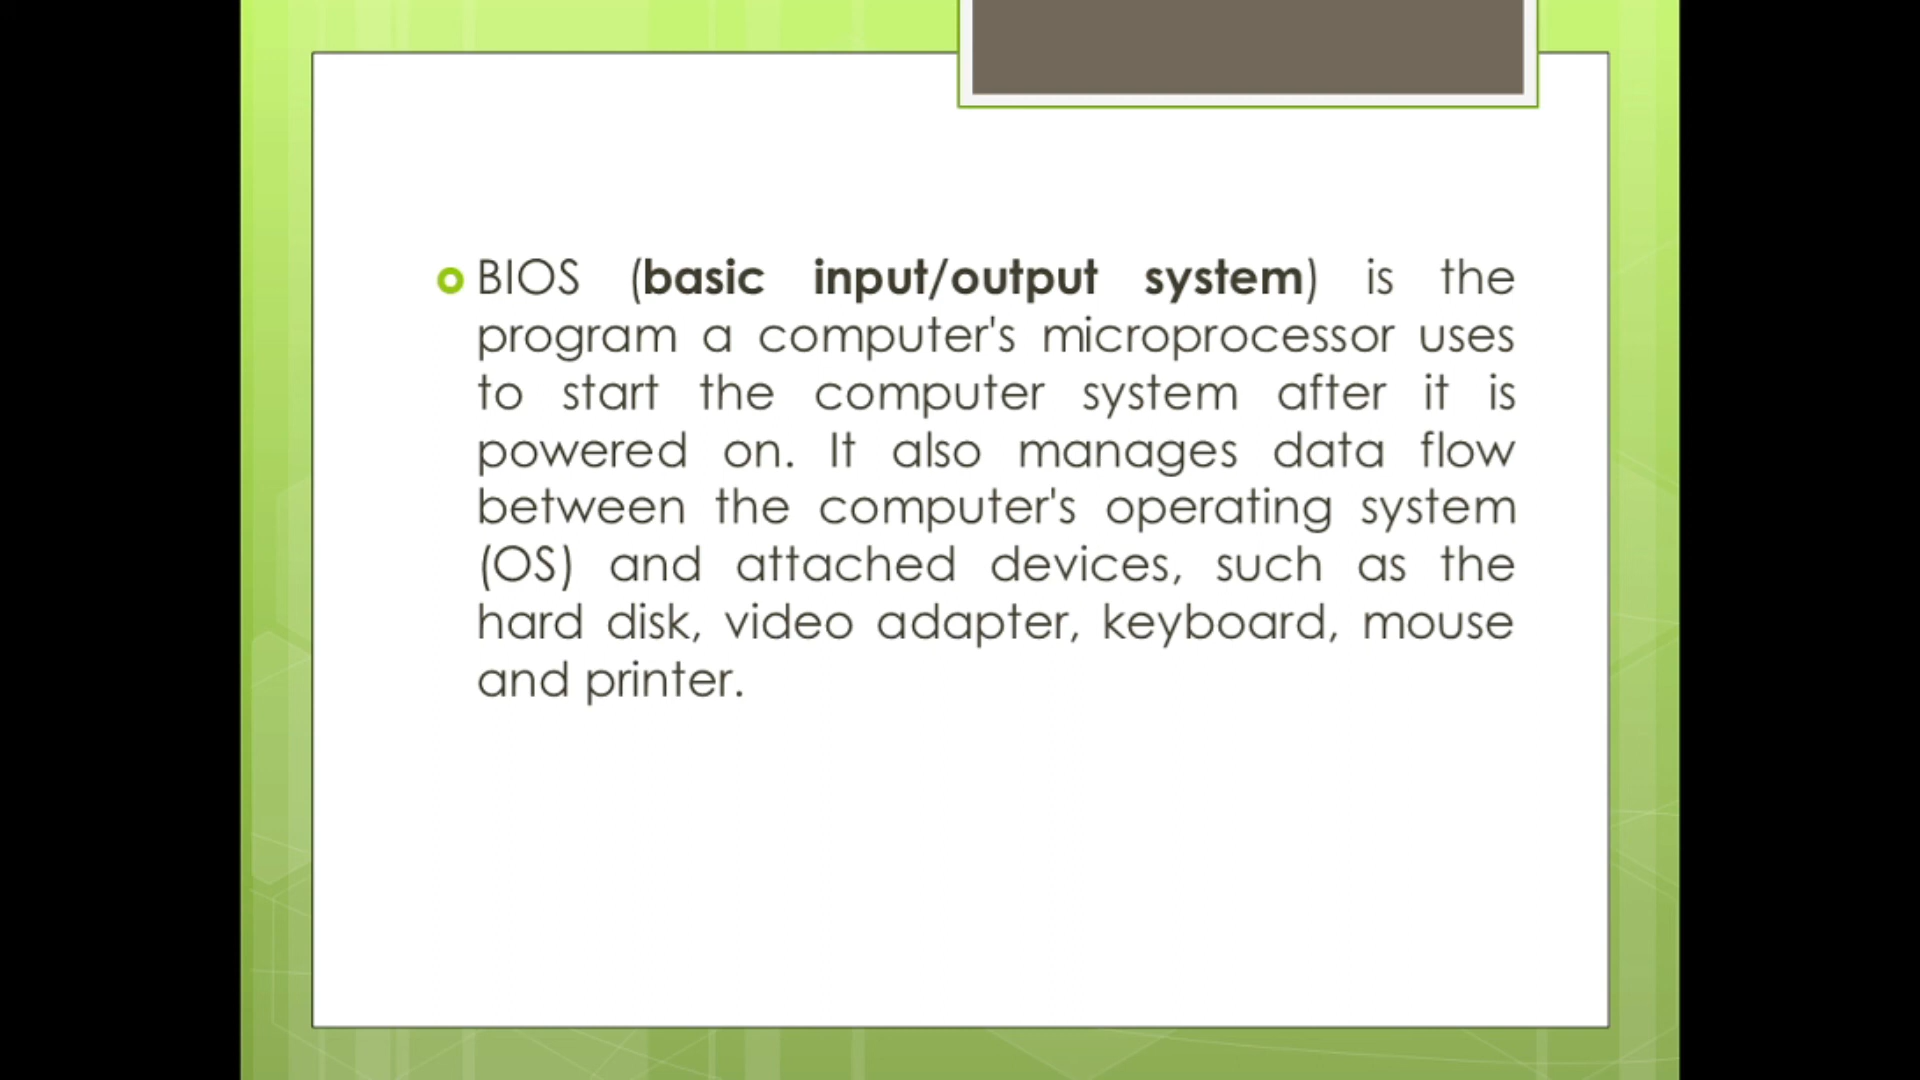 BIOS (basic input/output system) is the
program a computer's microprocessor uses
to start the computer system after it is
powered on. It also manages data flow
between the computer's operating system
(OS) and attached devices, such as the
hard disk, video adapter, keyboard, mouse
and printer.